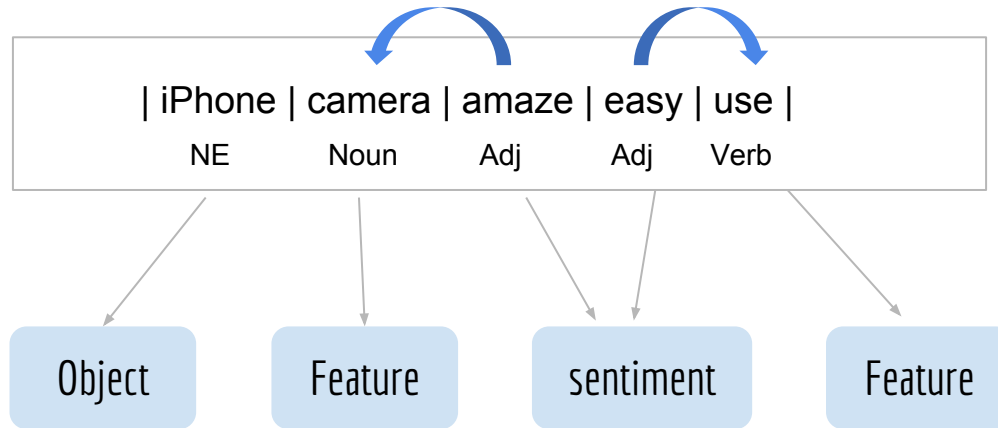 | iPhone | camera | amaze | easy | use |
NE Noun Adj Adj Verb
Object Feature sentiment Feature